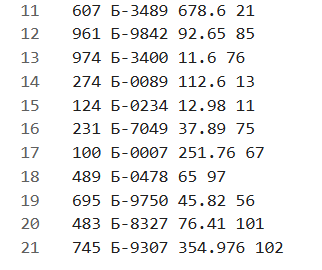 11 607 Б-3489 678.6 21
12 961 Б-9842 92.65 85
13 974 Б-3400 11.6 76
14 274 Б-0089 112.6 13
15 124 Б-0234 12.98 11
16 231 Б-7049 37.89 75
17 100 Б-0007 251.76 67
18 489 Б-0478 65 97
19 695 Б-9750 45.82 56
20 483 Б-8327 76.41 101
21 745 Б-9307 354.976 102